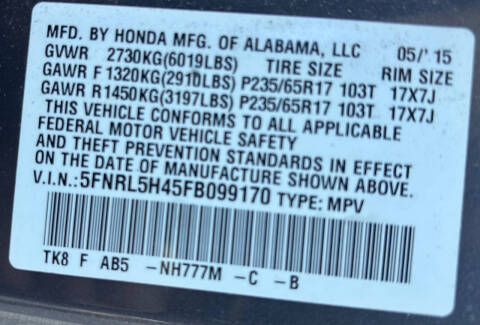 MFD. BY HONDA MFG. OF ALABAMA, LLC 05/'15
GVWR 2730KG(6019LBS) TIRE SIZE RIM SIZE
GAWR F 1320KG(2910LBS) P235/65R17 103T 17X7J
GAWR R1450KG(3197LBS) P235/65R17 103T 17X7J
THIS VEHICLE CONFORMS TO ALL APPLICABLE
FEDERAL MOTOR VEHICLE SAFETY
AND THEFT PREVENTION STANDARDS IN EFFECT
ON THE DATE OF MANUFACTURE SHOWN ABOVE.
V.I.N.:5FNRL5H45FB099170 TYPE: MPV
TK8 F AB5 -NH777M -C -B